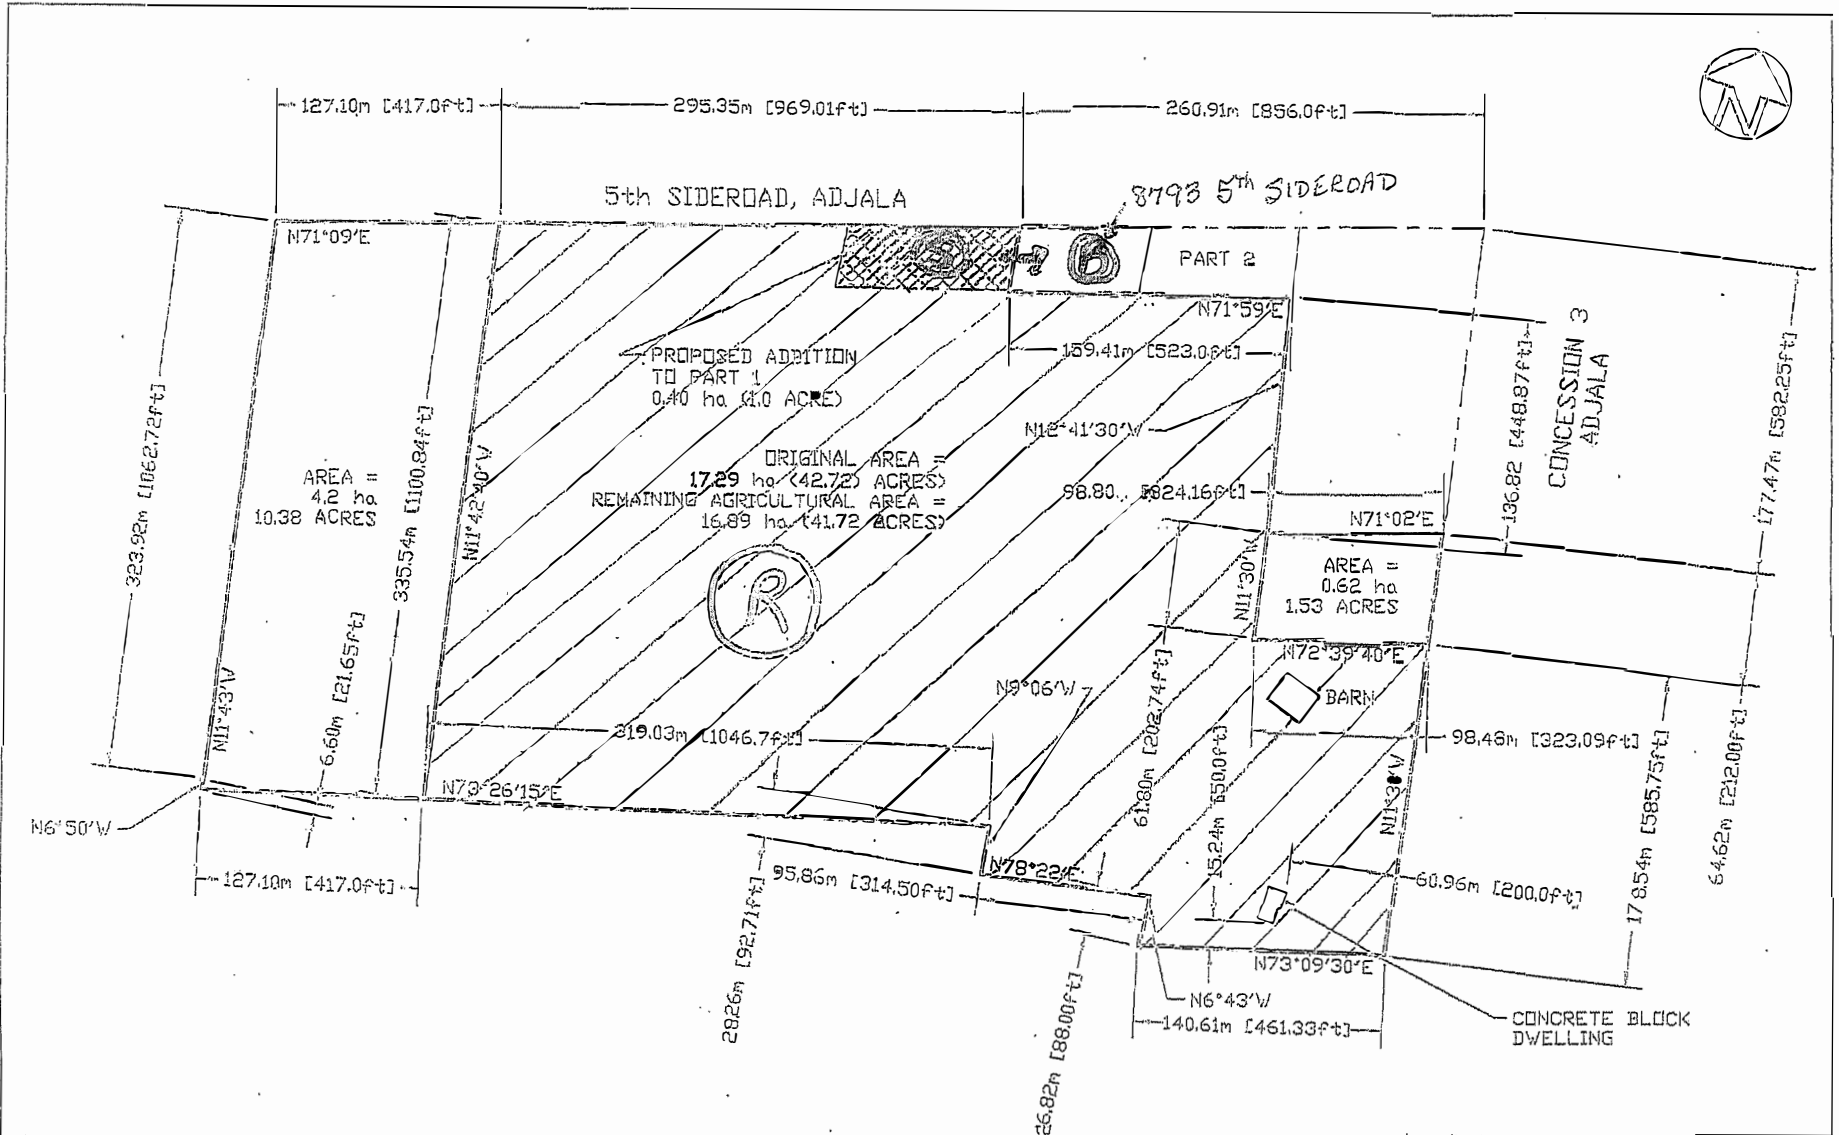 127.10m [417.0ft]
295.35m [969.01ft]
260.91m [856.0ft]
N
5th SIDEROAD, ADJALA
8793 5Th SIDEROAD
N71°09'E
B
PART 2
N71°59'E
159.41m [523.0ft]
PROPOSED ADDITION
TO PART 1
0.40 ha (1.0 ACRE)
N12°41'30'W
CONCESSION 3
ADJALA
136.82 [448.87ft]
177.47m [582.25ft]
323.92m [1062.72ft]
335.54m [1100.84ft]
N11°42'40'W
AREA =
4.2 ha
10.38 ACRES
ORIGINAL AREA =
17.29 ha (42.72) ACRES)
REMAINING AGRICULTURAL AREA =
16.89 ha (41.72 ACRES)
98.80.. [324.16ft]
N71°02'E
R
N11°30'W
AREA =
0.62 ha
1.53 ACRES
N72°39'40'E
BARN
N9°06'W
61.80m [202.74ft]
N11°43'W
6.60m [21.65ft]
319.03m [1046.7ft]
98.48m [323.09ft]
64.62m [212.00ft]
178.54m [585.75ft]
N73°26'15'E
15.24m [50.0ft]
N6°50'W
127.10m [417.0ft]
28.26m [92.71ft]
95.86m [314.50ft]
N78°22'E
60.96m [200.0ft]
N73°09'30'E
N6°43'W
140.61m [461.33ft]
26.82m [88.00ft]
CONCRETE BLOCK
DWELLING